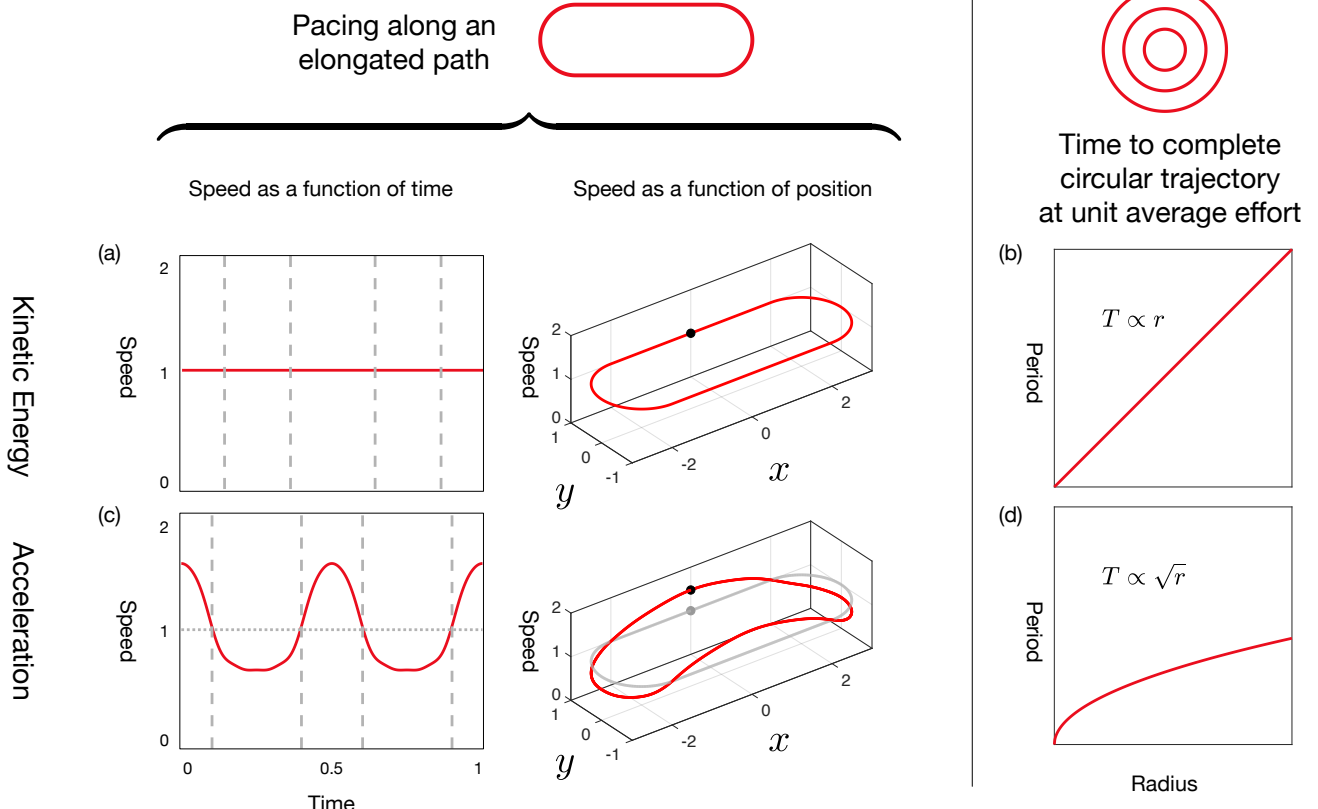 Pacing along an
elongated path
Time to complete
circular trajectory
at unit average effort
Speed as a function of time
Speed as a function of position
Kinetic Energy
(a)
2
1
0
Speed
2
1
0
Speed
1
0
-1
y
-2
0
2
x
(b)
T ∝ r
Period
Acceleration
(c)
2
1
0
Speed
0
0.5
1
Time
2
1
0
Speed
1
0
-1
y
-2
0
2
x
(d)
T ∝ √r
Period
Radius